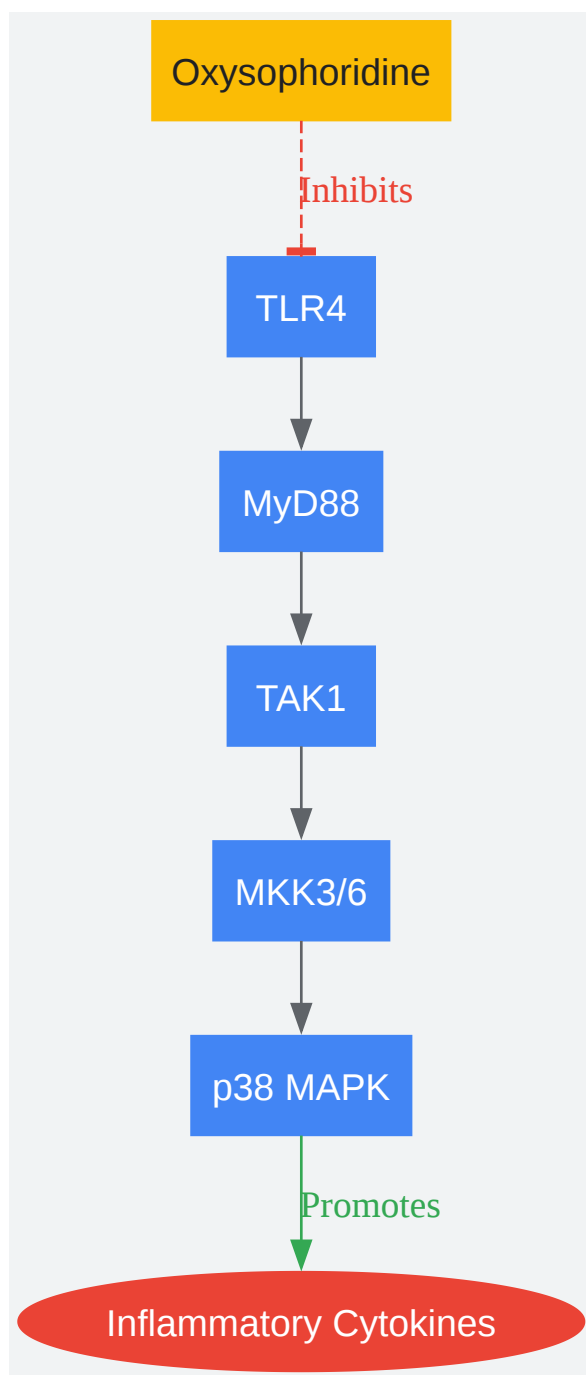 Oxysophoridine
Inhibits
TLR4
MyD88
TAK1
MKK3/6
p38 MAPK
Promotes
Inflammatory Cytokines